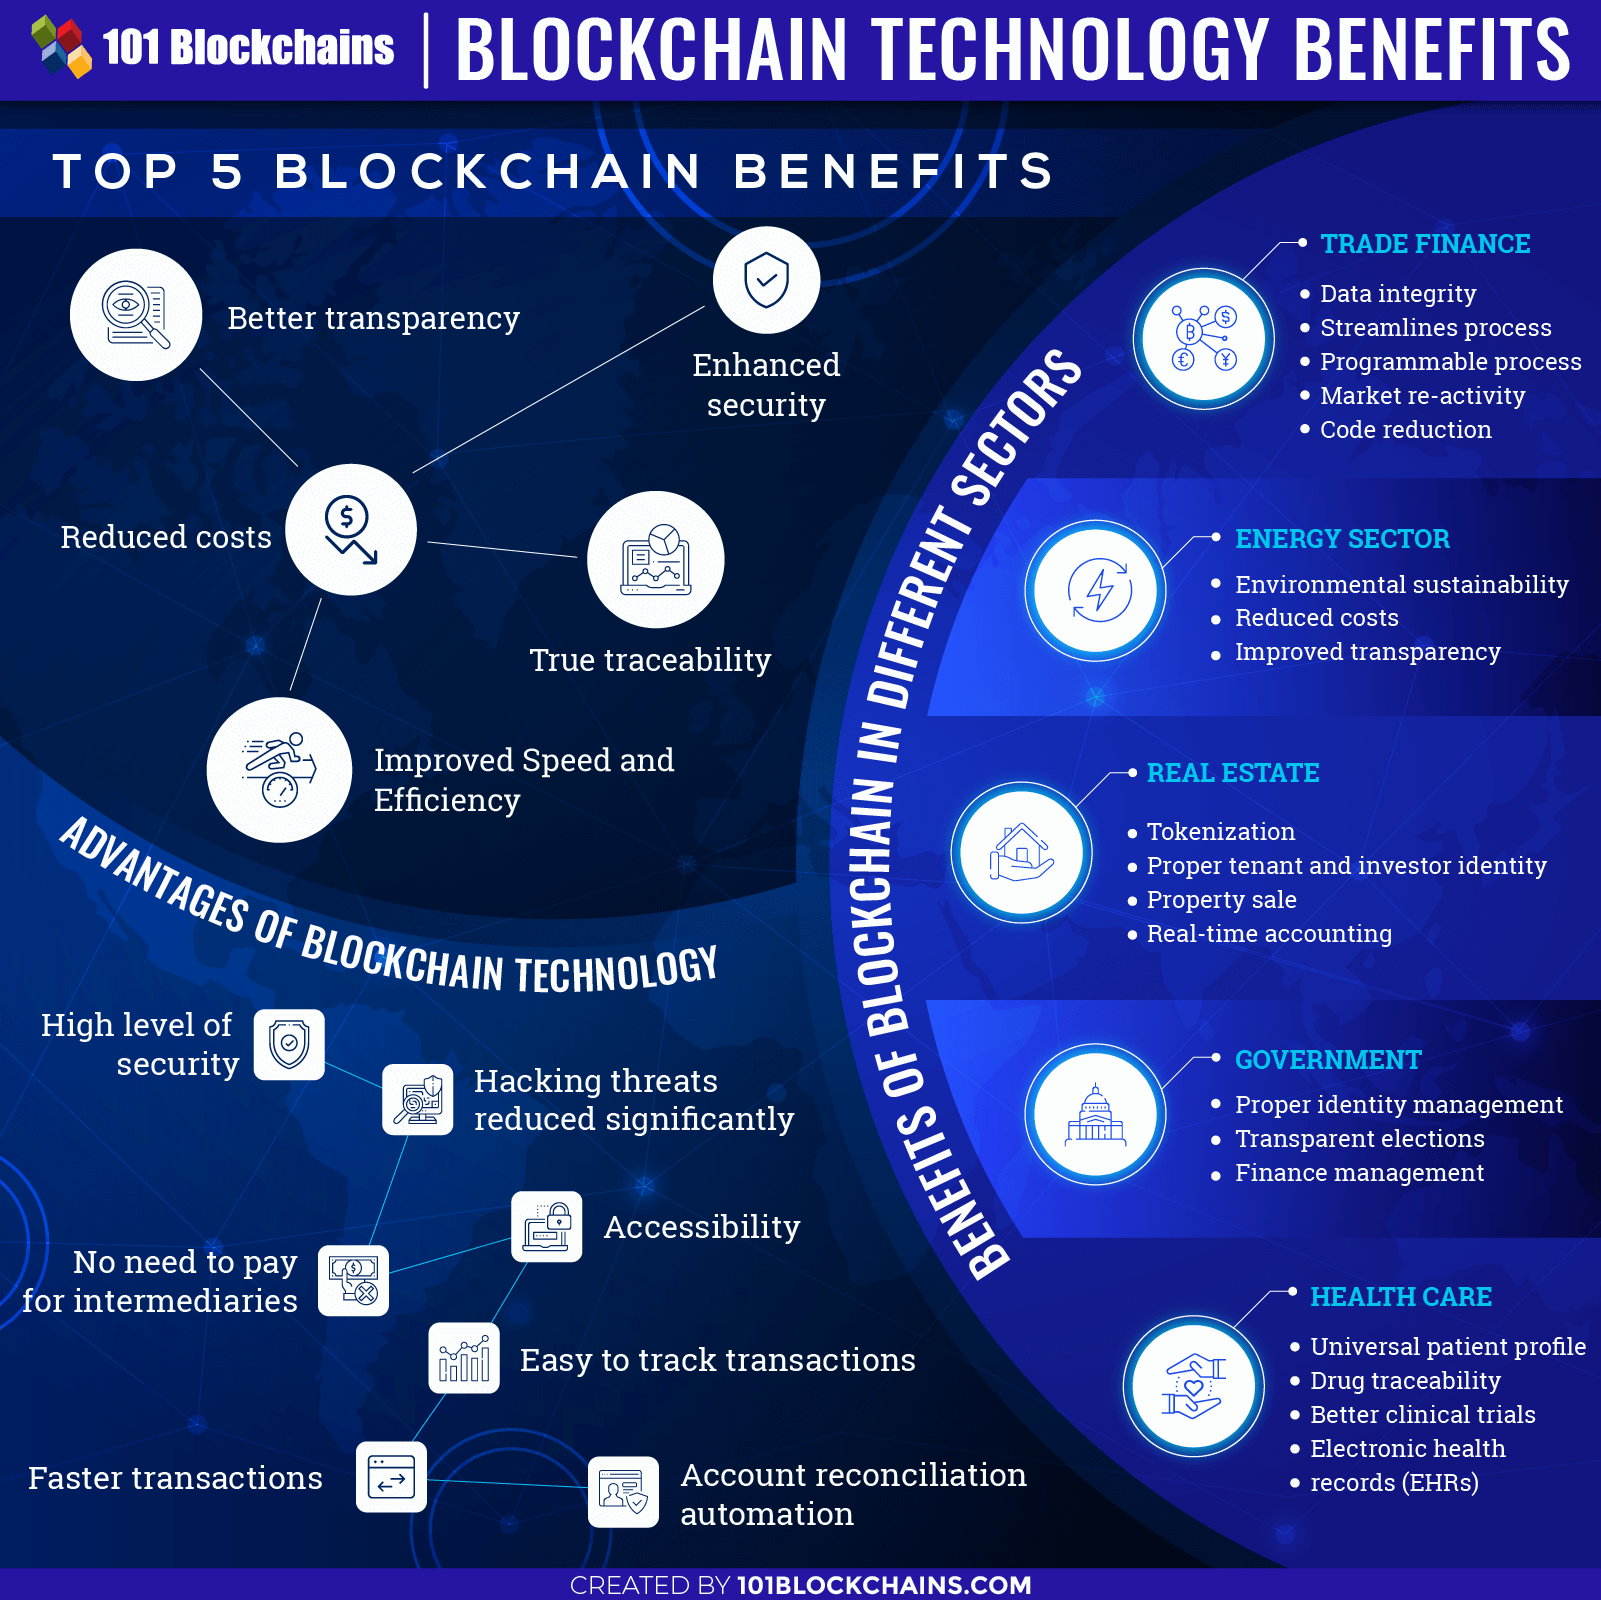 101 Blockchains
BLOCKCHAIN TECHNOLOGY BENEFITS
TOP 5 BLOCKCHAIN BENEFITS
Better transparency
Enhanced
security
Reduced costs
True traceability
Improved Speed and
Efficiency
ADVANTAGES OF BLOCKCHAIN TECHNOLOGY
High level of
security
Hacking threats
reduced significantly
No need to pay
for intermediaries
Accessibility
Easy to track transactions
Faster transactions
Account reconciliation
automation
BENEFITS OF BLOCKCHAIN IN DIFFERENT SECTORS
TRADE FINANCE
Data integrity
Streamlines process
Programmable process
Market re-activity
Code reduction
ENERGY SECTOR
Environmental sustainability
Reduced costs
Improved transparency
REAL ESTATE
Tokenization
Proper tenant and investor identity
Property sale
Real-time accounting
GOVERNMENT
Proper identity management
Transparent elections
Finance management
HEALTH CARE
Universal patient profile
Drug traceability
Better clinical trials
Electronic health
records (EHRs)
CREATED BY 101BLOCKCHAINS.COM